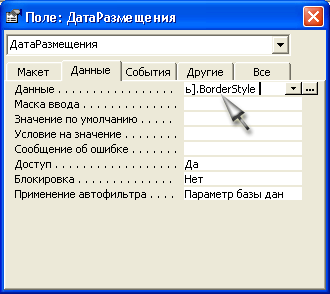 Поле: ДатаРазмещения
ДатаРазмещения
Макет Данные События Другие Все
Данные . . . . . . . . . . . . . . . . . ь].BorderStyle ...
Маска ввода . . . . . . . . . . . . .
Значение по умолчанию . . . . .
Условие на значение . . . . . . .
Сообщение об ошибке . . . . . . .
Доступ . . . . . . . . . . . . . . . . . Да
Блокировка . . . . . . . . . . . . . . Нет
Применение автофильтра . . . . Параметр базы дан